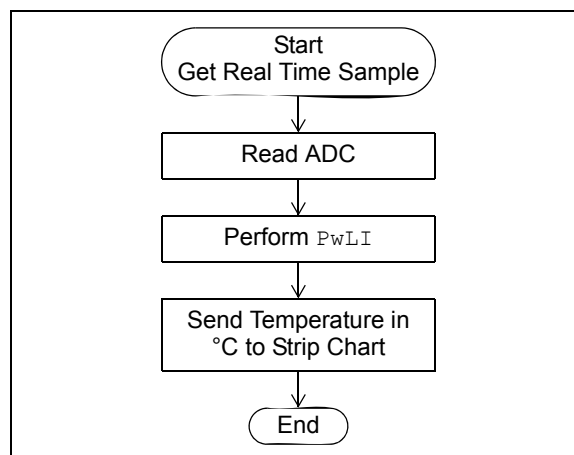 Start
Get Real Time Sample
Read ADC
Perform PwLI
Send Temperature in
°C to Strip Chart
End